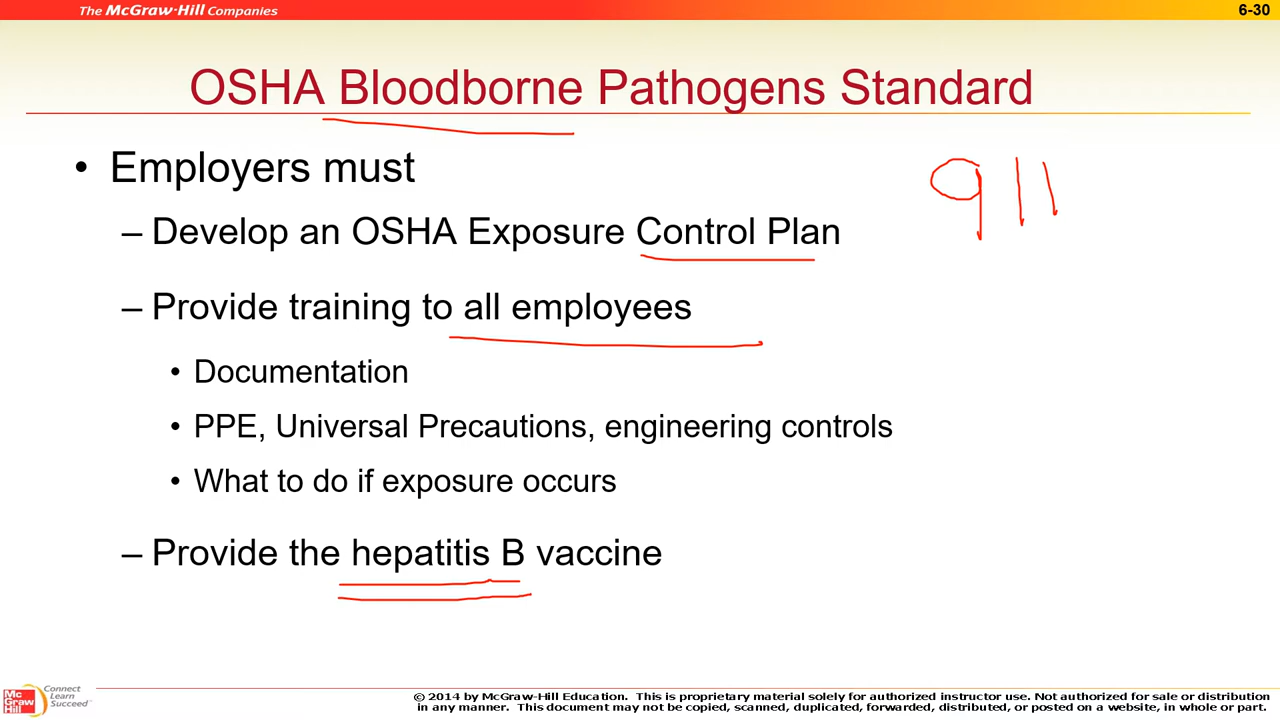 The McGraw·Hill Companies
6-30
OSHA Bloodborne Pathogens Standard
• Employers must
911
– Develop an OSHA Exposure Control Plan
– Provide training to all employees
• Documentation
• PPE, Universal Precautions, engineering controls
• What to do if exposure occurs
– Provide the hepatitis B vaccine
Mc
Graw
Hill
Connect
Learn
Succeed™
© 2014 by McGraw-Hill Education. This is proprietary material solely for authorized instructor use. Not authorized for sale or distribution
in any manner. This document may not be copied, scanned, duplicated, forwarded, distributed, or posted on a website, in whole or part.